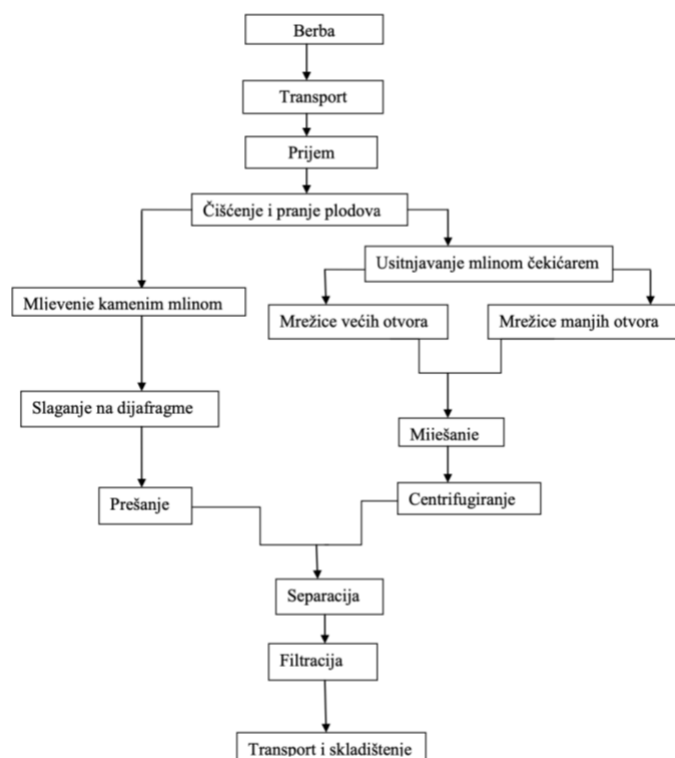 Berba
Transport
Prijem
Čišćenje i pranje plodova
Usitnjavanje mlinom čekićarem
Mlievenie kamenim mlinom
Mrežice većih otvora
Mrežice manjih otvora
Slaganje na dijafragme
Miiešanie
Prešanje
Centrifugiranje
Separacija
Filtracija
Transport i skladištenje